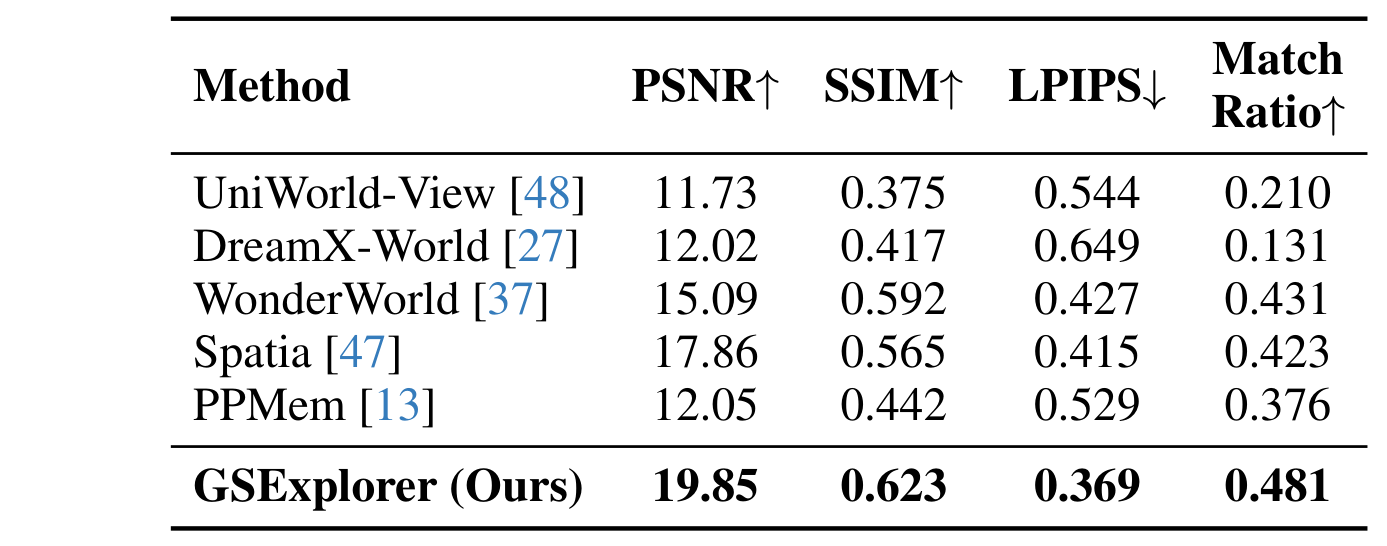 Method PSNR↑ SSIM↑ LPIPS↓ Match Ratio↑
UniWorld-View [48] 11.73 0.375 0.544 0.210
DreamX-World [27] 12.02 0.417 0.649 0.131
WonderWorld [37] 15.09 0.592 0.427 0.431
Spatia [47] 17.86 0.565 0.415 0.423
PPMem [13] 12.05 0.442 0.529 0.376
GSExplorer (Ours) 19.85 0.623 0.369 0.481